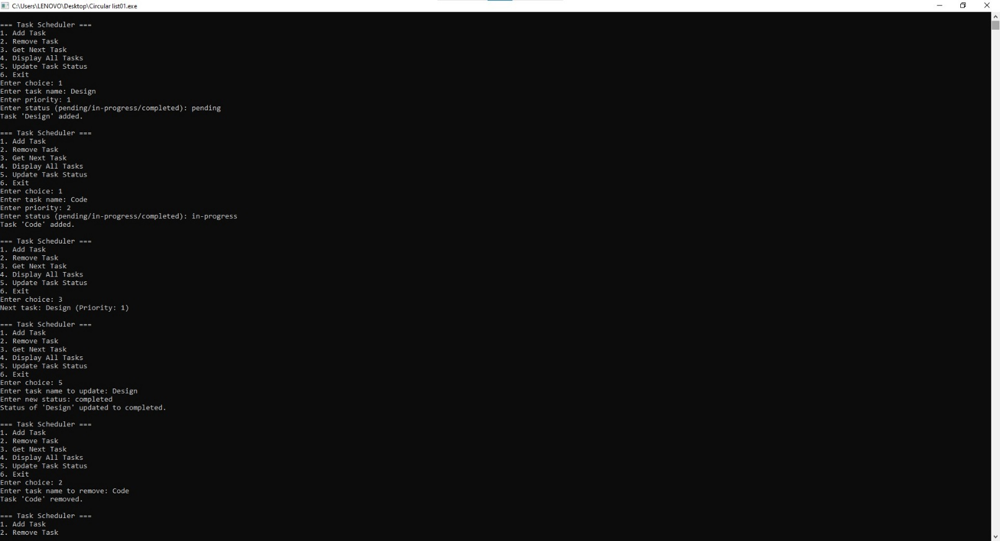 C:\Users\LENOVO\Desktop\Circular list01.exe
=== Task Scheduler ===
1. Add Task
2. Remove Task
3. Get Next Task
4. Display All Tasks
5. Update Task Status
6. Exit
Enter choice: 1
Enter task name: Design
Enter priority: 1
Enter status (pending/in-progress/completed): pending
Task 'Design' added.
=== Task Scheduler ===
1. Add Task
2. Remove Task
3. Get Next Task
4. Display All Tasks
5. Update Task Status
6. Exit
Enter choice: 1
Enter task name: Code
Enter priority: 2
Enter status (pending/in-progress/completed): in-progress
Task 'Code' added.
=== Task Scheduler ===
1. Add Task
2. Remove Task
3. Get Next Task
4. Display All Tasks
5. Update Task Status
6. Exit
Enter choice: 3
Next task: Design (Priority: 1)
=== Task Scheduler ===
1. Add Task
2. Remove Task
3. Get Next Task
4. Display All Tasks
5. Update Task Status
6. Exit
Enter choice: 5
Enter task name to update: Design
Enter new status: completed
Status of 'Design' updated to completed.
=== Task Scheduler ===
1. Add Task
2. Remove Task
3. Get Next Task
4. Display All Tasks
5. Update Task Status
6. Exit
Enter choice: 2
Enter task name to remove: Code
Task 'Code' removed.
=== Task Scheduler ===
1. Add Task
2. Remove Task